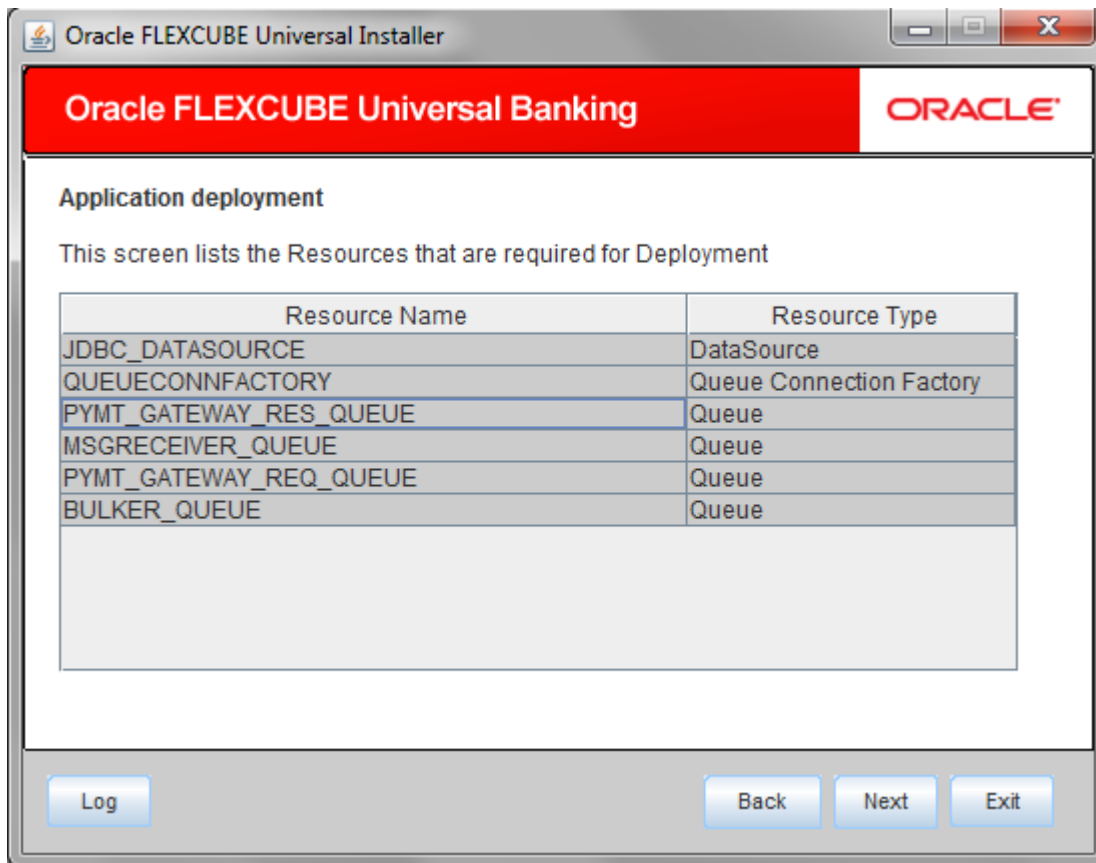 Oracle FLEXCUBE Universal Installer
Oracle FLEXCUBE Universal Banking
ORACLE
Application deployment
This screen lists the Resources that are required for Deployment
Resource Name Resource Type
JDBC_DATASOURCE DataSource
QUEUECONNFACTORY Queue Connection Factory
PYMT_GATEWAY_RES_QUEUE Queue
MSGRECEIVER_QUEUE Queue
PYMT_GATEWAY_REQ_QUEUE Queue
BULKER_QUEUE Queue
Log Back Next Exit